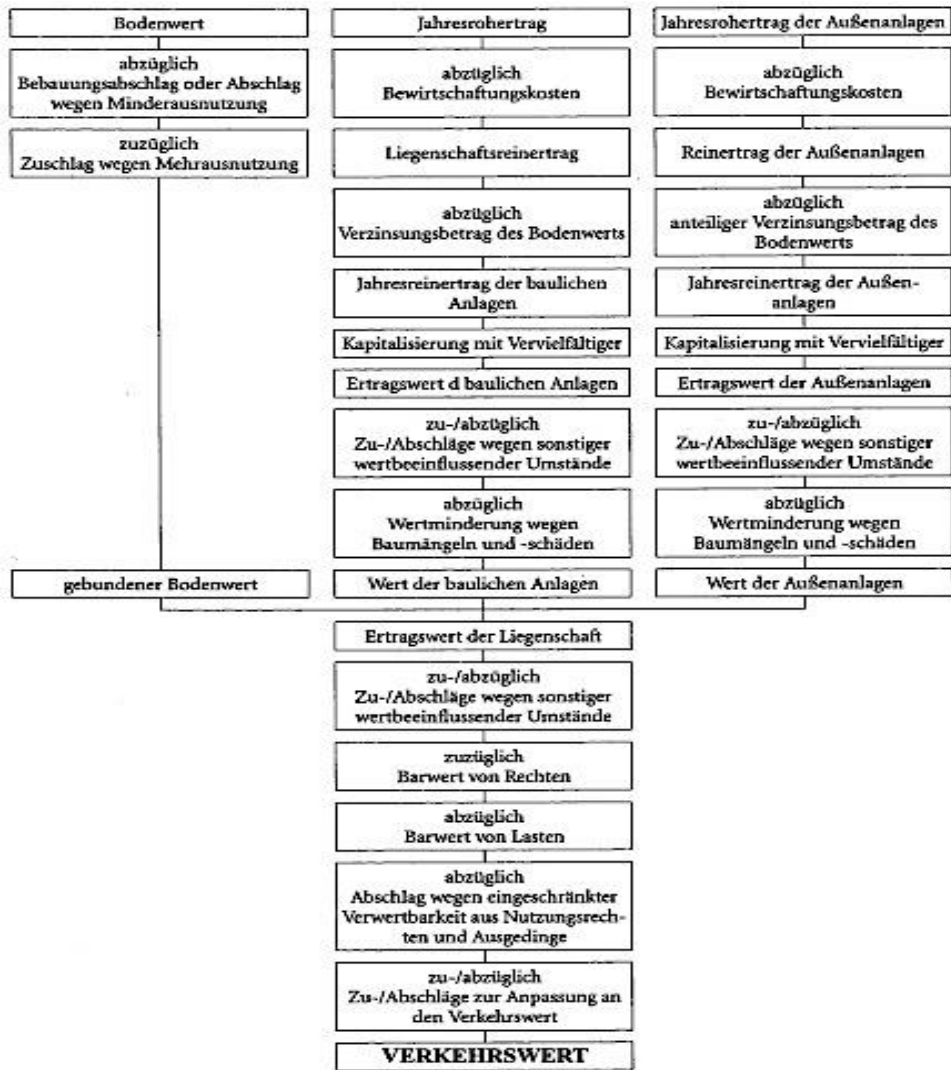 Bodenwert
abzüglich
Bebauungsabschlag oder Abschlag
wegen Minderausnutzung
zuzüglich
Zuschlag wegen Mehrausnutzung
gebundener Bodenwert
Jahresrohertrag
abzüglich
Bewirtschaftungskosten
Liegenschaftsreinertrag
abzüglich
Verzinsungsbetrag des Bodenwerts
Jahresreinertrag der baulichen
Anlagen
Kapitalisierung mit Vervielfältiger
Ertragswert d baulichen Anlagen
zu-/abzüglich
Zu-/Abschläge wegen sonstiger
wertbeeinflussender Umstände
abzüglich
Wertminderung wegen
Baumängeln und -schäden
Wert der baulichen Anlagen
Jahresrohertrag der Außenanlagen
abzüglich
Bewirtschaftungskosten
Reinertrag der Außenanlagen
abzüglich
anteiliger Verzinsungsbetrag des
Bodenwerts
Jahresreinertrag der Außen-
anlagen
Kapitalisierung mit Vervielfältiger
Ertragswert der Außenanlagen
zu-/abzüglich
Zu-/Abschläge wegen sonstiger
wertbeeinflussender Umstände
abzüglich
Wertminderung wegen
Baumängeln und -schäden
Wert der Außenanlagen
Ertragswert der Liegenschaft
zu-/abzüglich
Zu-/Abschläge wegen sonstiger
wertbeeinflussender Umstände
zuzüglich
Barwert von Rechten
abzüglich
Barwert von Lasten
abzüglich
Abschlag wegen eingeschränkter
Verwertbarkeit aus Nutzungsrech-
ten und Ausgedinge
zu-/abzüglich
Zu-/Abschläge zur Anpassung an
den Verkehrswert
VERKEHRSWERT